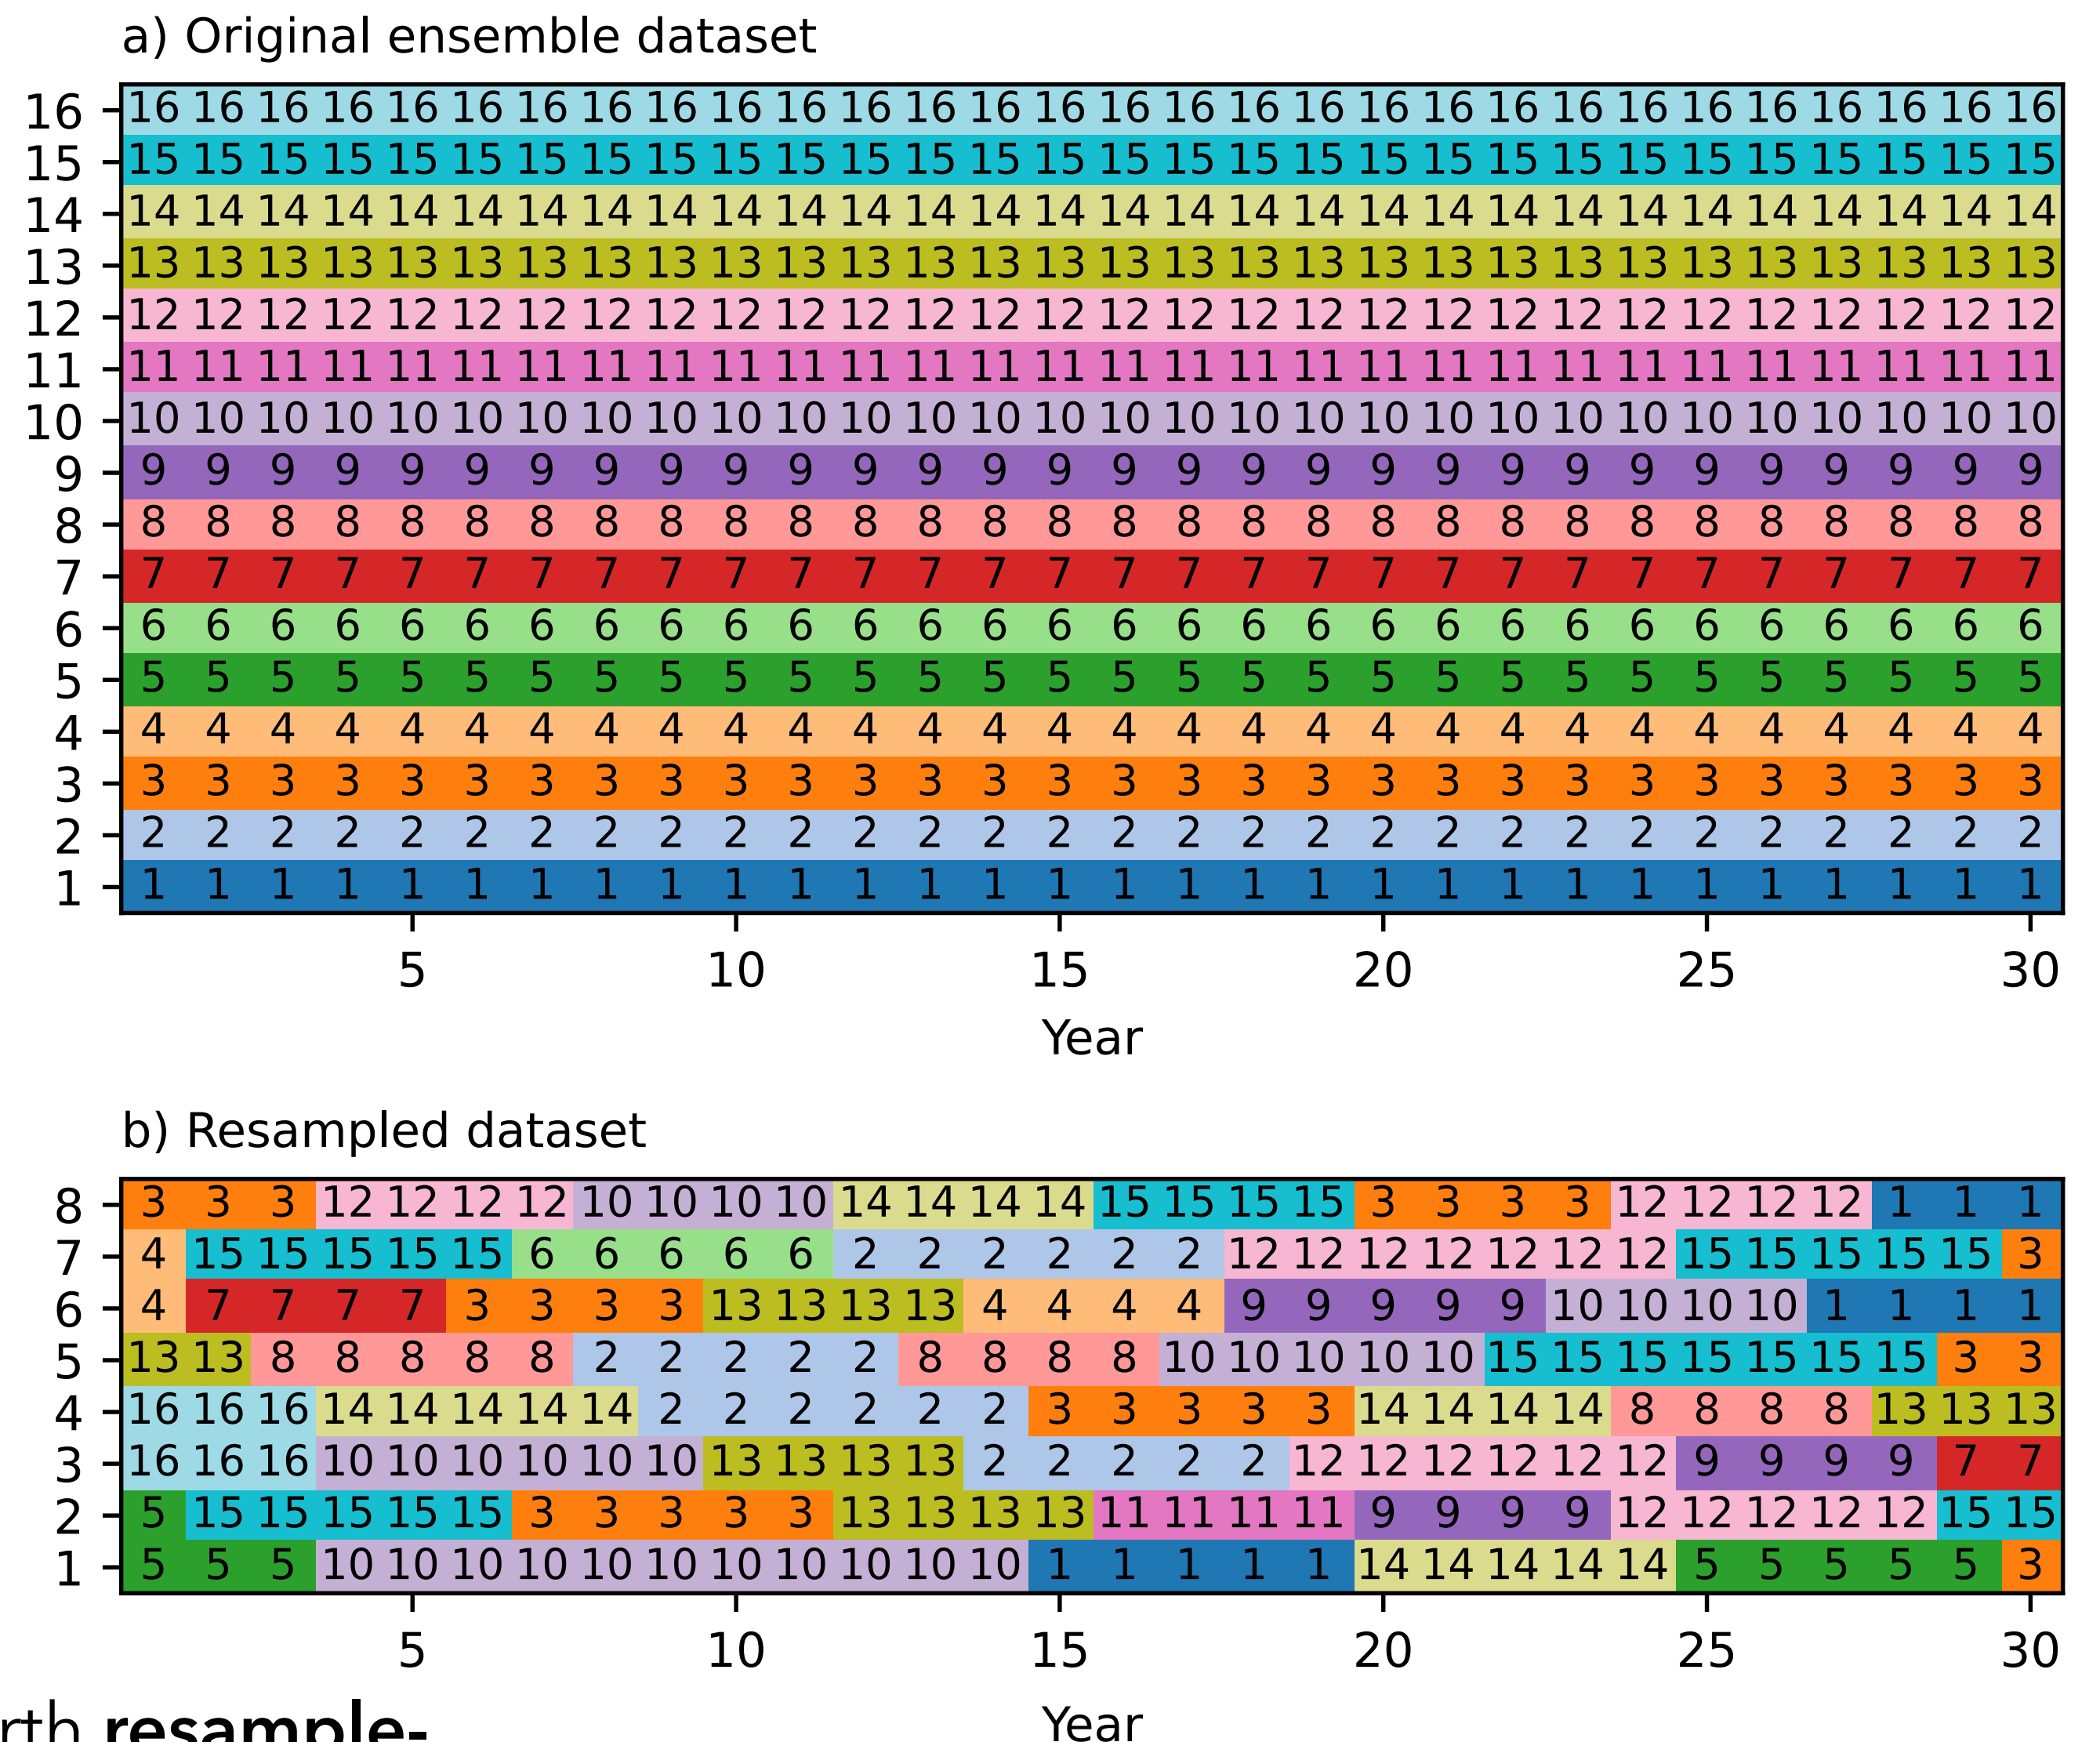 a) Original ensemble dataset
16 16 16 16 16 16 16 16 16 16 16 16 16 16 16 16 16 16 16 16 16 16 16 16 16 16 16 16 16 16 16
15 15 15 15 15 15 15 15 15 15 15 15 15 15 15 15 15 15 15 15 15 15 15 15 15 15 15 15 15 15 15
14 14 14 14 14 14 14 14 14 14 14 14 14 14 14 14 14 14 14 14 14 14 14 14 14 14 14 14 14 14 14
13 13 13 13 13 13 13 13 13 13 13 13 13 13 13 13 13 13 13 13 13 13 13 13 13 13 13 13 13 13 13
12 12 12 12 12 12 12 12 12 12 12 12 12 12 12 12 12 12 12 12 12 12 12 12 12 12 12 12 12 12 12
11 11 11 11 11 11 11 11 11 11 11 11 11 11 11 11 11 11 11 11 11 11 11 11 11 11 11 11 11 11 11
10 10 10 10 10 10 10 10 10 10 10 10 10 10 10 10 10 10 10 10 10 10 10 10 10 10 10 10 10 10 10
9 9 9 9 9 9 9 9 9 9 9 9 9 9 9 9 9 9 9 9 9 9 9 9 9 9 9 9 9 9 9
8 8 8 8 8 8 8 8 8 8 8 8 8 8 8 8 8 8 8 8 8 8 8 8 8 8 8 8 8 8 8
7 7 7 7 7 7 7 7 7 7 7 7 7 7 7 7 7 7 7 7 7 7 7 7 7 7 7 7 7 7 7
6 6 6 6 6 6 6 6 6 6 6 6 6 6 6 6 6 6 6 6 6 6 6 6 6 6 6 6 6 6 6
5 5 5 5 5 5 5 5 5 5 5 5 5 5 5 5 5 5 5 5 5 5 5 5 5 5 5 5 5 5 5
4 4 4 4 4 4 4 4 4 4 4 4 4 4 4 4 4 4 4 4 4 4 4 4 4 4 4 4 4 4 4
3 3 3 3 3 3 3 3 3 3 3 3 3 3 3 3 3 3 3 3 3 3 3 3 3 3 3 3 3 3 3
2 2 2 2 2 2 2 2 2 2 2 2 2 2 2 2 2 2 2 2 2 2 2 2 2 2 2 2 2 2 2
1 1 1 1 1 1 1 1 1 1 1 1 1 1 1 1 1 1 1 1 1 1 1 1 1 1 1 1 1 1 1
5 10 15 20 25 30
Year
b) Resampled dataset
8 3 3 3 12 12 12 12 10 10 10 10 14 14 14 14 15 15 15 15 3 3 3 3 12 12 12 12 1 1 1
7 4 15 15 15 15 15 6 6 6 6 6 2 2 2 2 2 2 12 12 12 12 12 12 12 15 15 15 15 15 3
6 4 7 7 7 7 3 3 3 3 13 13 13 13 4 4 4 4 9 9 9 9 9 10 10 10 10 1 1 1 1
5 13 13 8 8 8 8 8 2 2 2 2 2 8 8 8 8 10 10 10 10 10 15 15 15 15 15 15 15 3 3
4 16 16 16 14 14 14 14 14 2 2 2 2 2 2 3 3 3 3 3 14 14 14 14 8 8 8 8 13 13 13
3 16 16 16 10 10 10 10 10 10 13 13 13 13 2 2 2 2 2 12 12 12 12 12 12 9 9 9 9 7 7
2 5 15 15 15 15 15 3 3 3 3 3 13 13 13 13 11 11 11 11 9 9 9 9 12 12 12 12 12 15 15
1 5 5 5 10 10 10 10 10 10 10 10 10 10 10 1 1 1 1 1 14 14 14 14 14 5 5 5 5 5 3
5 10 15 20 25 30
Year
rth resample-